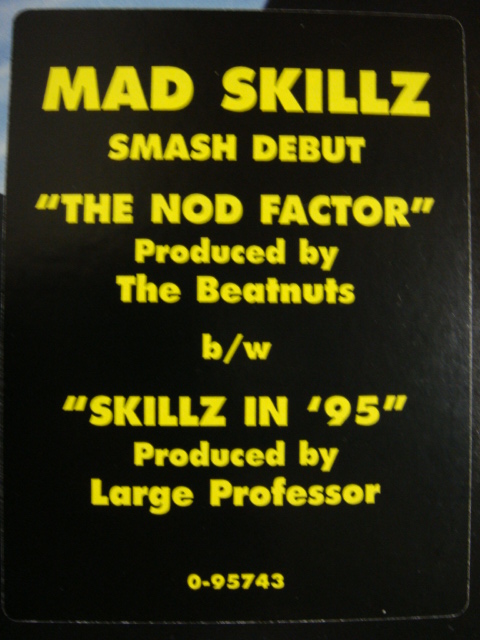 MAD SKILLZ
SMASH DEBUT
"THE NOD FACTOR"
Produced by
The Beatnuts
b/w
"SKILLZ IN '95"
Produced by
Large Professor
0-95743